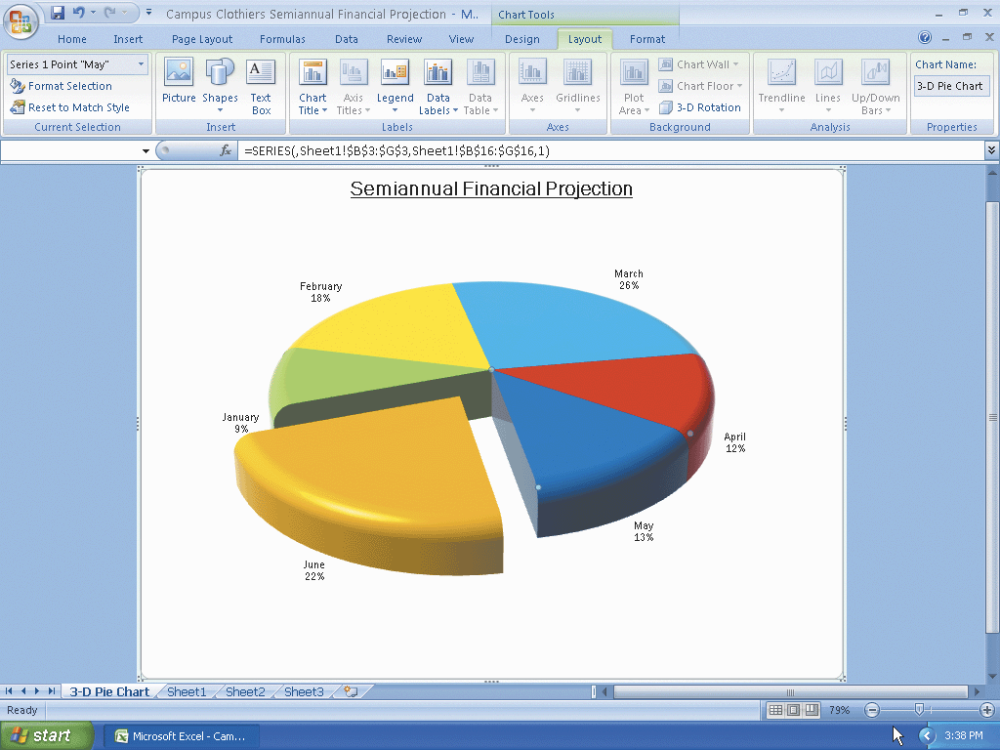 Campus Clothiers Semiannual Financial Projection - M..
Chart Tools
Home Insert Page Layout Formulas Data Review View Design Layout Format
Series 1 Point "May"
Format Selection
Reset to Match Style
Current Selection
Picture Shapes Text Box
Insert
Chart Title Axis Titles Legend Data Labels Data Table
Labels
Axes Gridlines
Axes
Plot Area Chart Wall
Chart Floor
3-D Rotation
Background
Trendline Lines Up/Down Bars
Analysis
Chart Name:
3-D Pie Chart
Properties
fx =SERIES(,Sheet1!$B$3:$G$3,Sheet1!$B$16:$G$16,1)
Semiannual Financial Projection
March
26%
February
18%
January
9%
April
12%
May
13%
June
22%
3-D Pie Chart Sheet1 Sheet2 Sheet3
Ready 79%
start Microsoft Excel - Cam... 3:38 PM